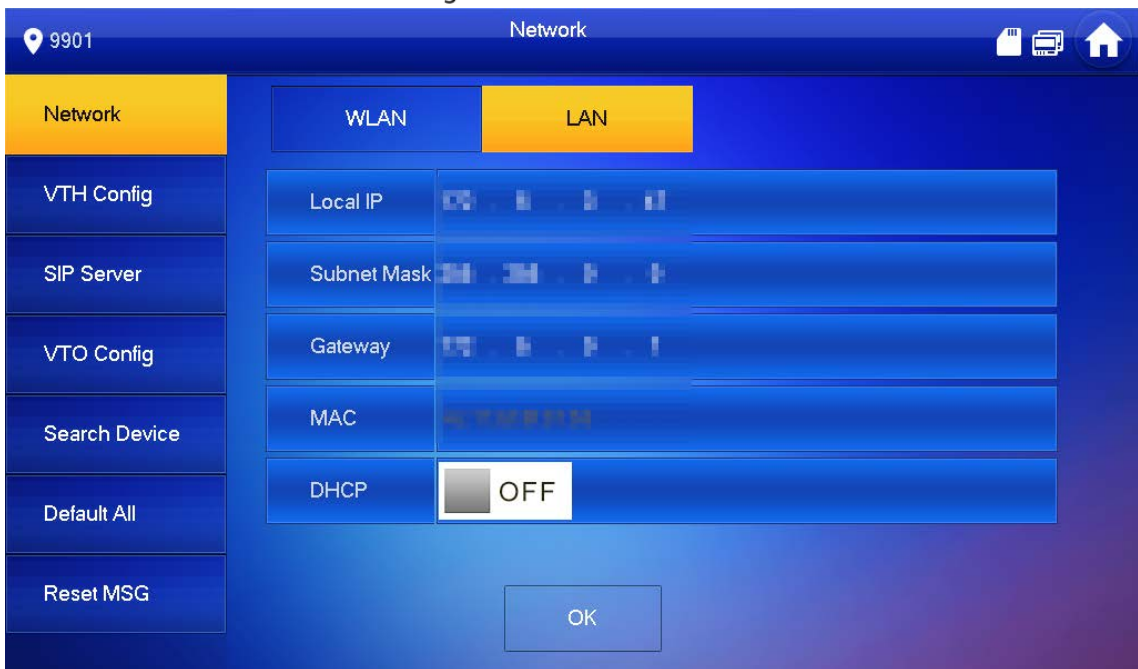 9901
Network
Network
WLAN
LAN
VTH Config
Local IP
SIP Server
Subnet Mask
VTO Config
Gateway
Search Device
MAC
Default All
DHCP
OFF
Reset MSG
OK